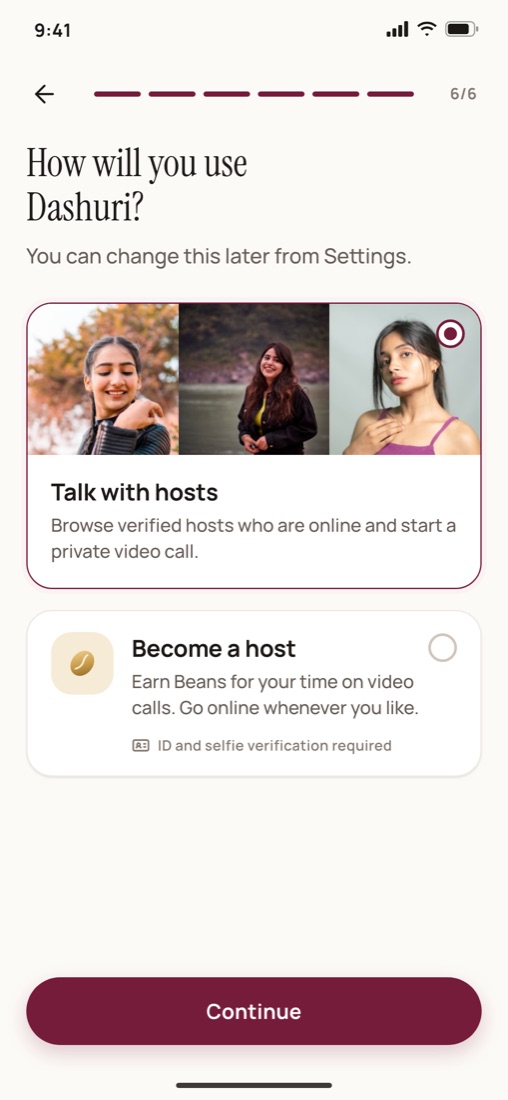 9:41
6/6
How will you use
Dashuri?
You can change this later from Settings.
Talk with hosts
Browse verified hosts who are online and start a
private video call.
Become a host
Earn Beans for your time on video
calls. Go online whenever you like.
ID and selfie verification required
Continue